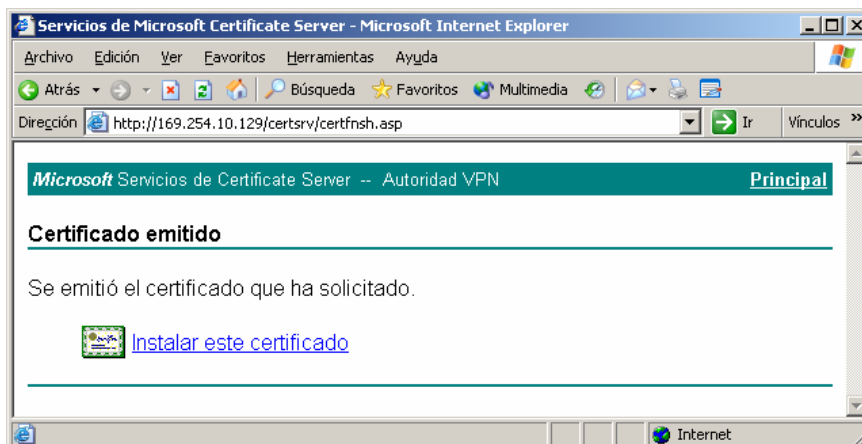 Servicios de Microsoft Certificate Server - Microsoft Internet Explorer
Archivo Edición Ver Favoritos Herramientas Ayuda
Atrás Búsqueda Favoritos Multimedia
Dirección http://169.254.10.129/certsrv/certfnsh.asp Ir Vínculos »
Microsoft Servicios de Certificate Server -- Autoridad VPN Principal
Certificado emitido
Se emitió el certificado que ha solicitado.
Instalar este certificado
Internet